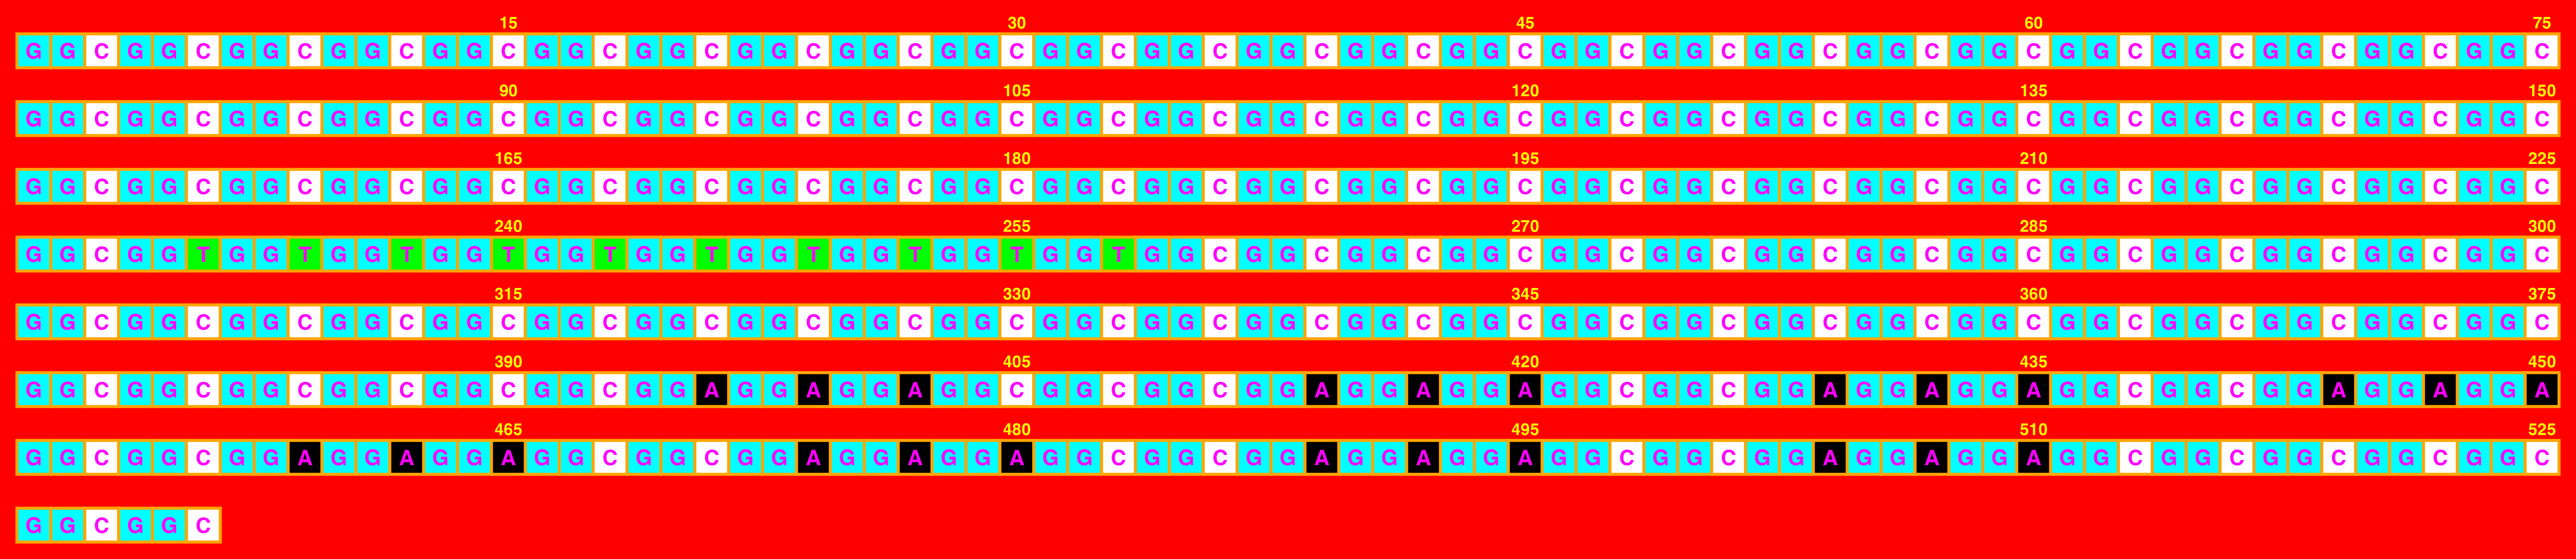 15 30 45 60 75
GGCGGCGGCGGCGGCGGCGGCGGCGGCGGCGGCGGCGGCGGCGGCGGCGGCGGCGGCGGCGGCGGCGGCGGCGGC
90 105 120 135 150
GGCGGCGGCGGCGGCGGCGGCGGCGGCGGCGGCGGCGGCGGCGGCGGCGGCGGCGGCGGCGGCGGCGGCGGCGGC
165 180 195 210 225
GGCGGCGGCGGCGGCGGCGGCGGCGGCGGCGGCGGCGGCGGCGGCGGCGGCGGCGGCGGCGGCGGCGGCGGCGGC
240 255 270 285 300
GGCGGTGGTGGTGGTGGTGGTGGTGGTGGTGGTGGCGGCGGCGGCGGCGGCGGCGGCGGCGGCGGCGGCGGCGGC
315 330 345 360 375
GGCGGCGGCGGCGGCGGCGGCGGCGGCGGCGGCGGCGGCGGCGGCGGCGGCGGCGGCGGCGGCGGCGGCGGCGGC
390 405 420 435 450
GGCGGCGGCGGCGGCGGCGGAGGAGGAGGCGGCGGCGGAGGAGGAGGCGGCGGAGGAGGAGGCGGCGGAGGAGGA
465 480 495 510 525
GGCGGCGGAGGAGGAGGCGGCGGAGGAGGAGGCGGCGGAGGAGGAGGCGGCGGAGGAGGAGGCGGCGGCGGCGGC
GGCGGC